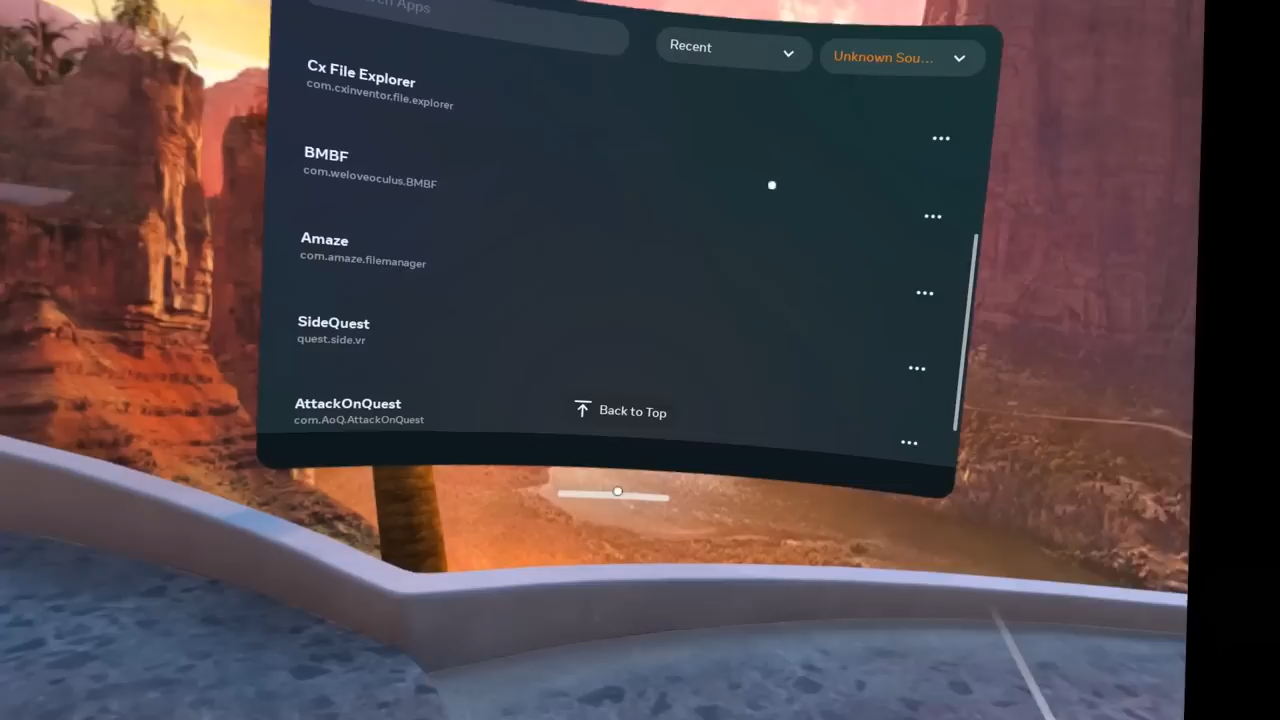 Apps
Recent
Unknown Sou...
Cx File Explorer
com.cxinventor.file.explorer
BMBF
com.weloveoculus.BMBF
Amaze
com.amaze.filemanager
SideQuest
quest.side.vr
AttackOnQuest
com.AoQ.AttackOnQuest
Back to Top